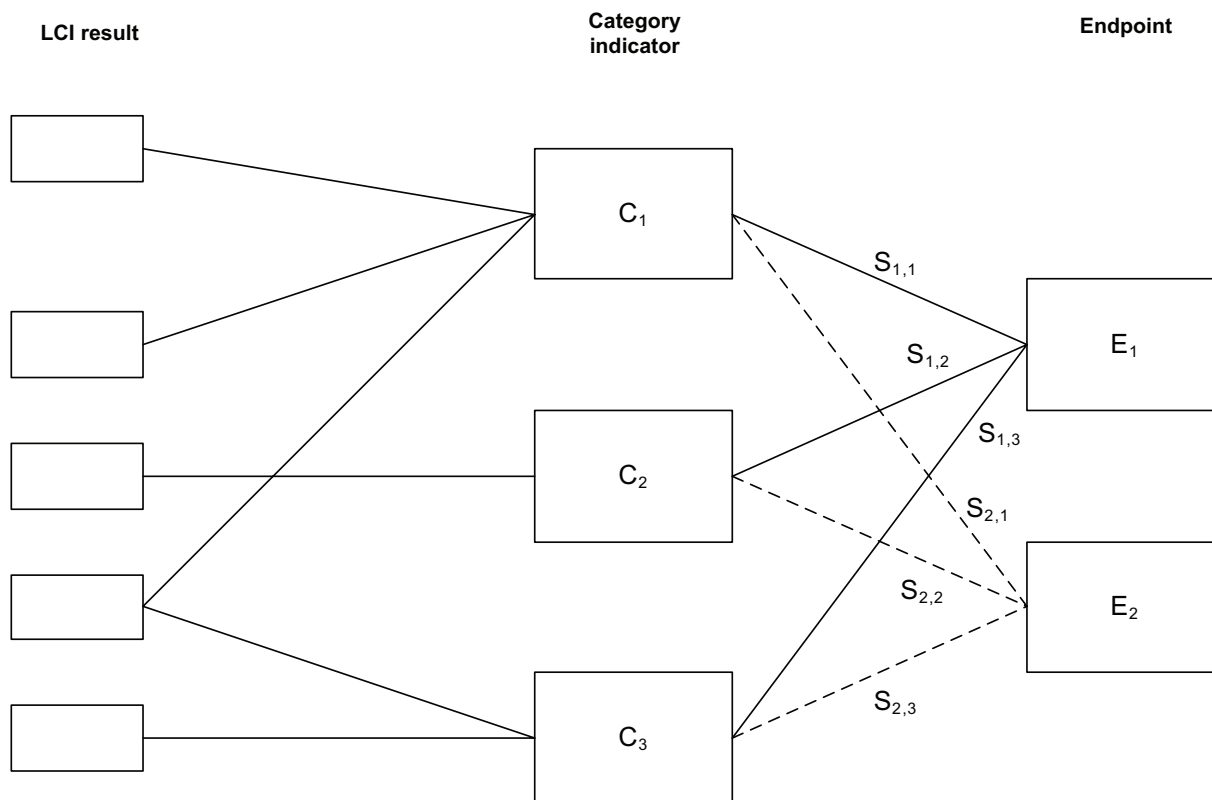 LCI result
Category
indicator
Endpoint
C1
S1,1
E1
S1,2
S1,3
C2
S2,1
S2,2
E2
S2,3
C3